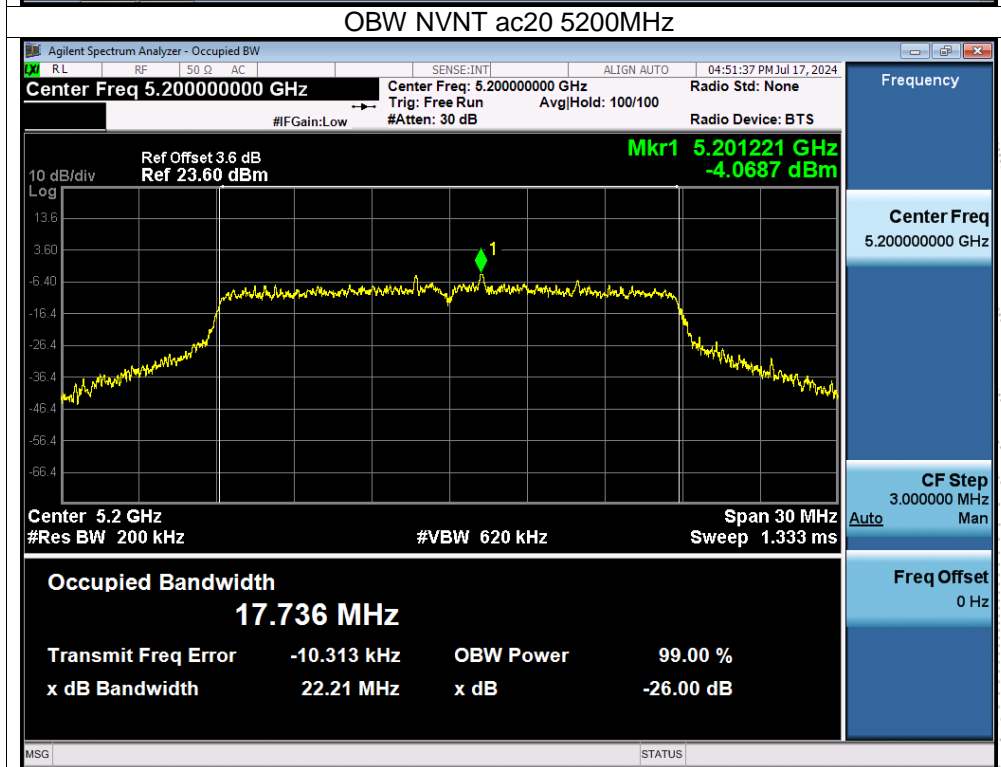 OBW NVNT ac20 5200MHz
Agilent Spectrum Analyzer - Occupied BW
LXI RL RF 50 Ω AC SENSE:INT ALIGN AUTO 04:51:37 PM Jul 17, 2024
Center Freq 5.200000000 GHz
Center Freq: 5.200000000 GHz Radio Std: None
Trig: Free Run Avg|Hold: 100/100
#IFGain:Low #Atten: 30 dB Radio Device: BTS
Frequency
Mkr1 5.201221 GHz
-4.0687 dBm
Ref Offset 3.6 dB
10 dB/div Ref 23.60 dBm
Log
13.6
3.60
1
-6.40
-16.4
-26.4
-36.4
-46.4
-56.4
-66.4
Center Freq
5.200000000 GHz
Center 5.2 GHz Span 30 MHz
#Res BW 200 kHz #VBW 620 kHz Sweep 1.333 ms
CF Step
3.000000 MHz
Auto Man
Occupied Bandwidth
17.736 MHz
Transmit Freq Error -10.313 kHz OBW Power 99.00 %
x dB Bandwidth 22.21 MHz x dB -26.00 dB
Freq Offset
0 Hz
MSG STATUS